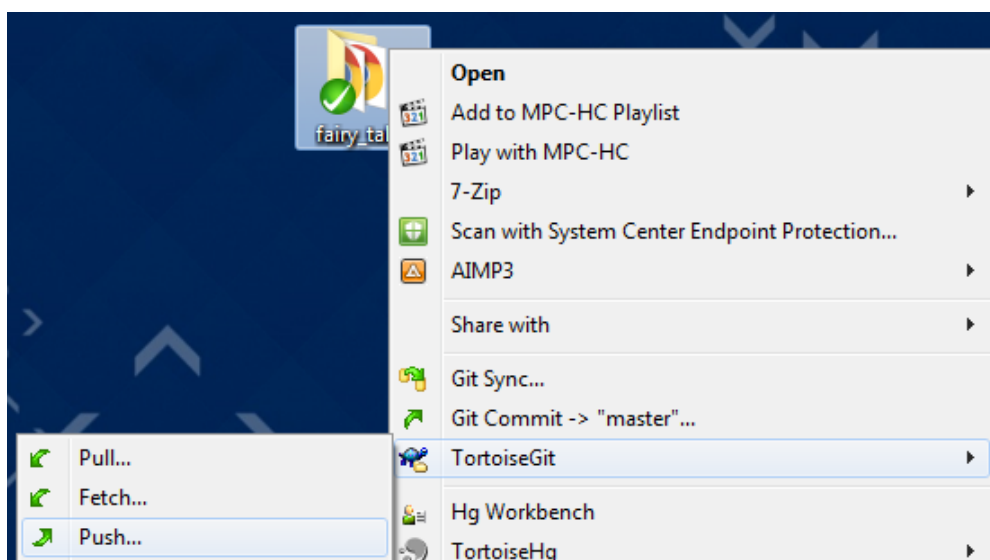 fairy_tal
Open
Add to MPC-HC Playlist
Play with MPC-HC
7-Zip
Scan with System Center Endpoint Protection...
AIMP3
Share with
Git Sync...
Git Commit -> "master"...
TortoiseGit
Hg Workbench
TortoiseHg
Pull...
Fetch...
Push...